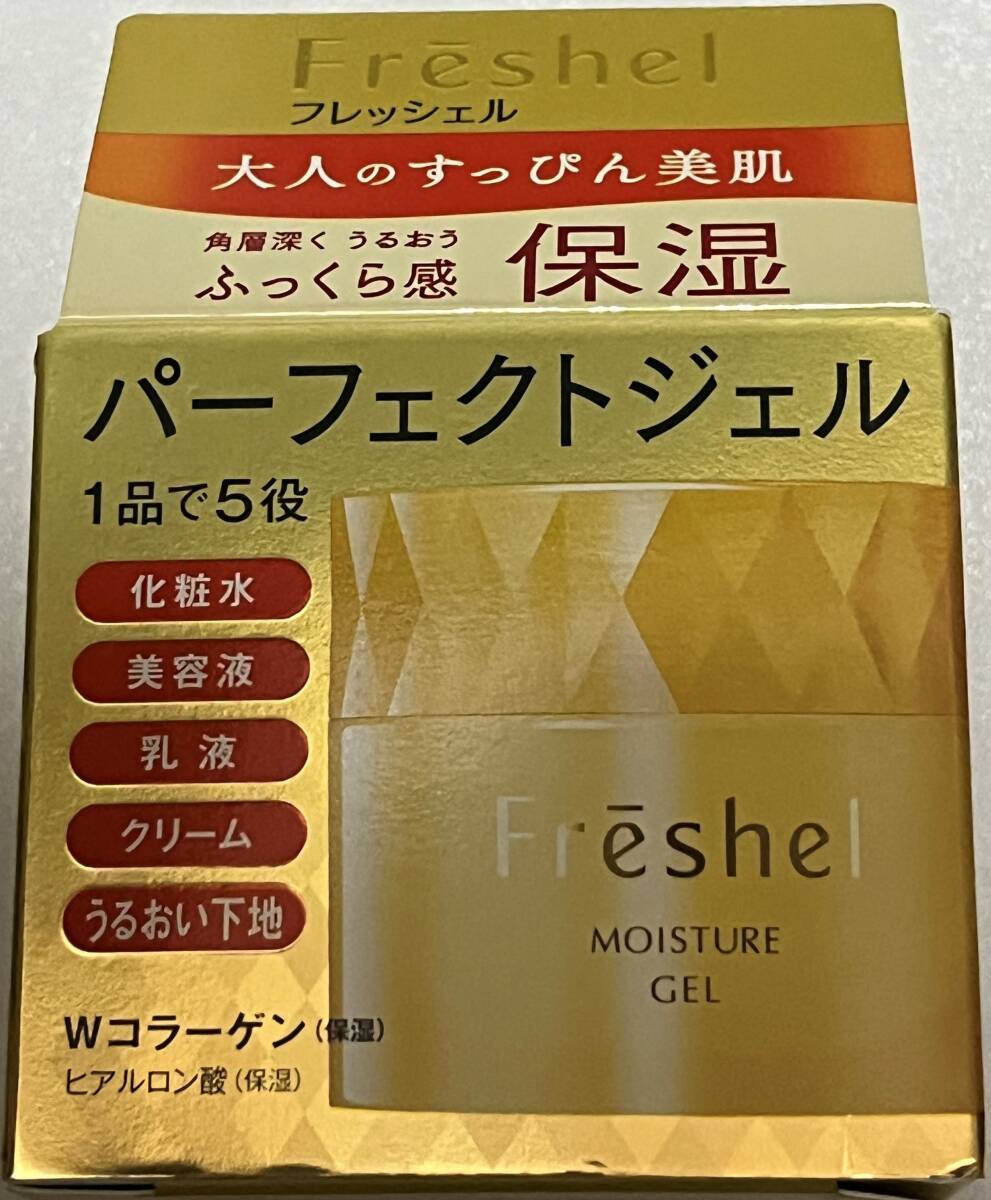 Frēshel
フレッシェル
大人のすっぴん美肌
角層深く うるおう
ふっくら感 保湿
パーフェクトジェル
1品で5役
化粧水
美容液
乳液
クリーム
うるおい下地
Frēshel
MOISTURE
GEL
Wコラーゲン(保湿)
ヒアルロン酸(保湿)